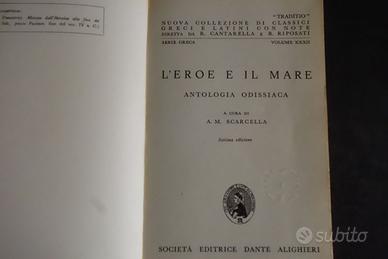 "TRADITIO"
NUOVA COLLEZIONE DI CLASSICI
GRECI E LATINI CON NOTE
DIRETTA DA R. CANTARELLA e B. RIPOSATI
SERIE GRECA VOLUME XXXII
L'EROE E IL MARE
ANTOLOGIA ODISSIACA
A CURA DI
A. M. SCARCELLA
Settima edizione
SOCIETÀ EDITRICE DANTE ALIGHIERI
subito